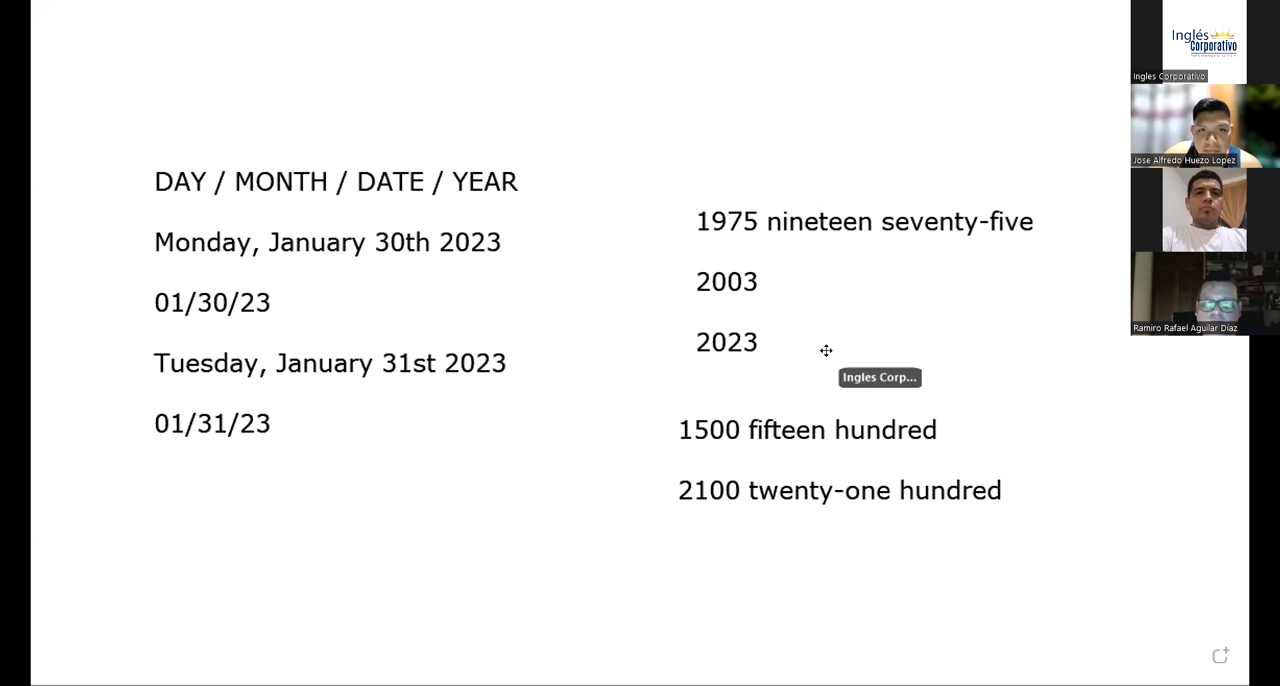 DAY / MONTH / DATE / YEAR
Monday, January 30th 2023
01/30/23
Tuesday, January 31st 2023
01/31/23
1975 nineteen seventy-five
2003
2023
Ingles Corp...
1500 fifteen hundred
2100 twenty-one hundred
Inglés
Corporativo
Ingles Corporativo
Jose Alfredo Huezo Lopez
Ramiro Rafael Aguilar Díaz